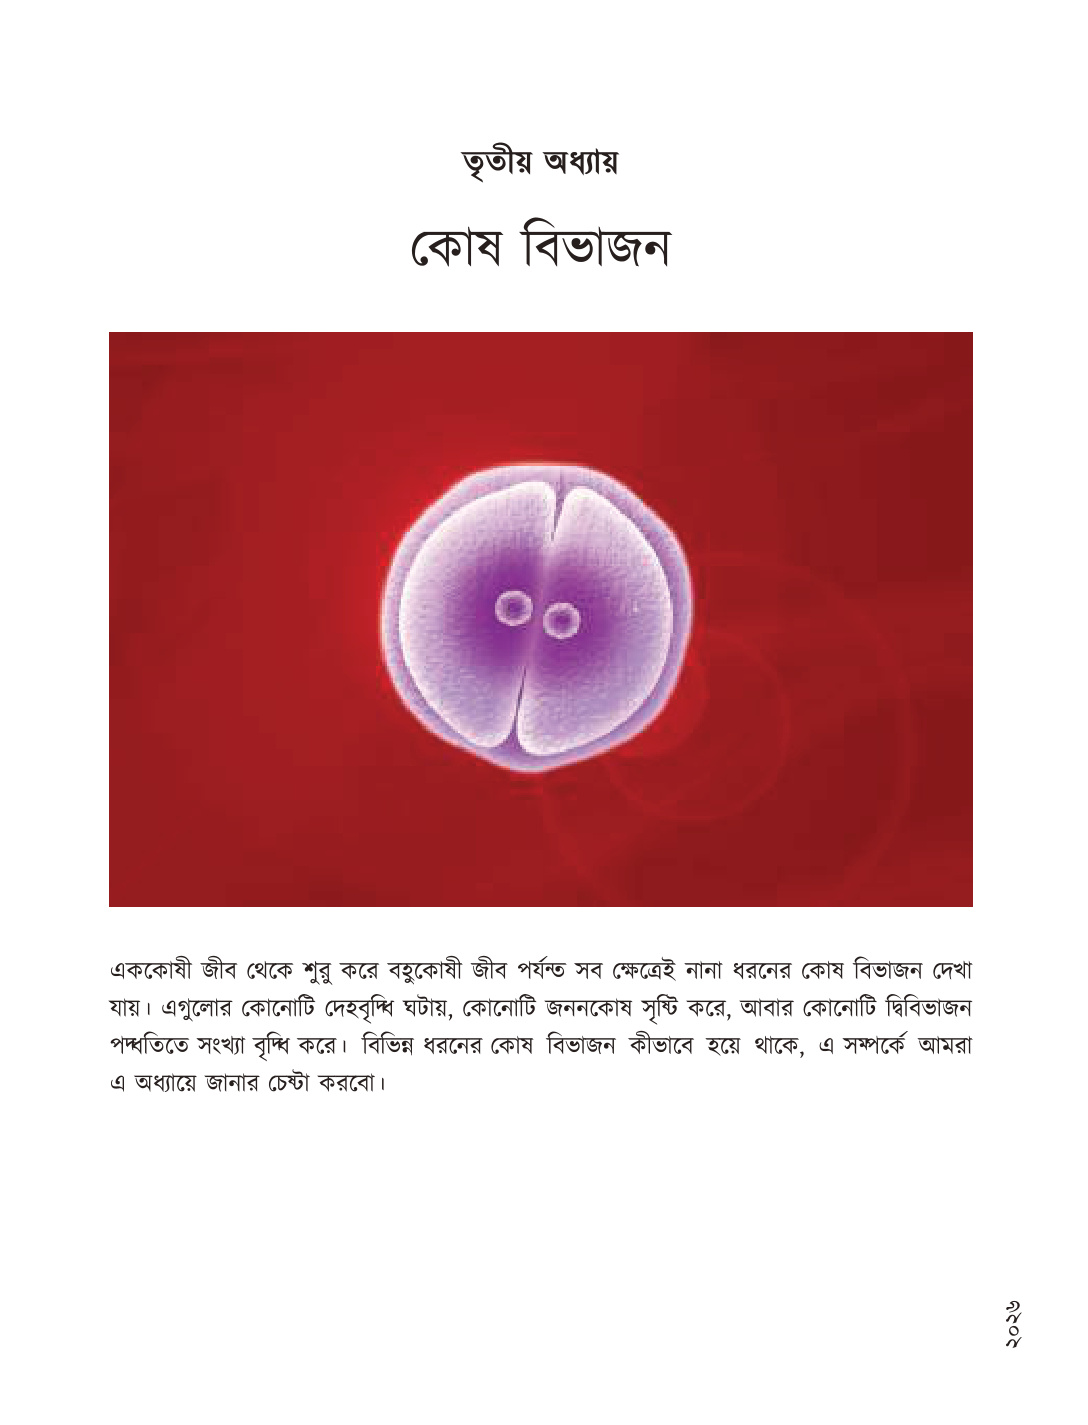 তৃতীয় অধ্যায়
কোষ বিভাজন
এককোষী জীব থেকে শুরু করে বহুকোষী জীব পর্যন্ত সব ক্ষেত্রেই নানা ধরনের কোষ বিভাজন দেখা
যায়। এগুলোর কোনোটি দেহবৃদ্ধি ঘটায়, কোনোটি জননকোষ সৃষ্টি করে, আবার কোনোটি দ্বিবিভাজন
পদ্ধতিতে সংখ্যা বৃদ্ধি করে। বিভিন্ন ধরনের কোষ বিভাজন কীভাবে হয়ে থাকে, এ সম্পর্কে আমরা
এ অধ্যায়ে জানার চেষ্টা করবো।
২০২৬